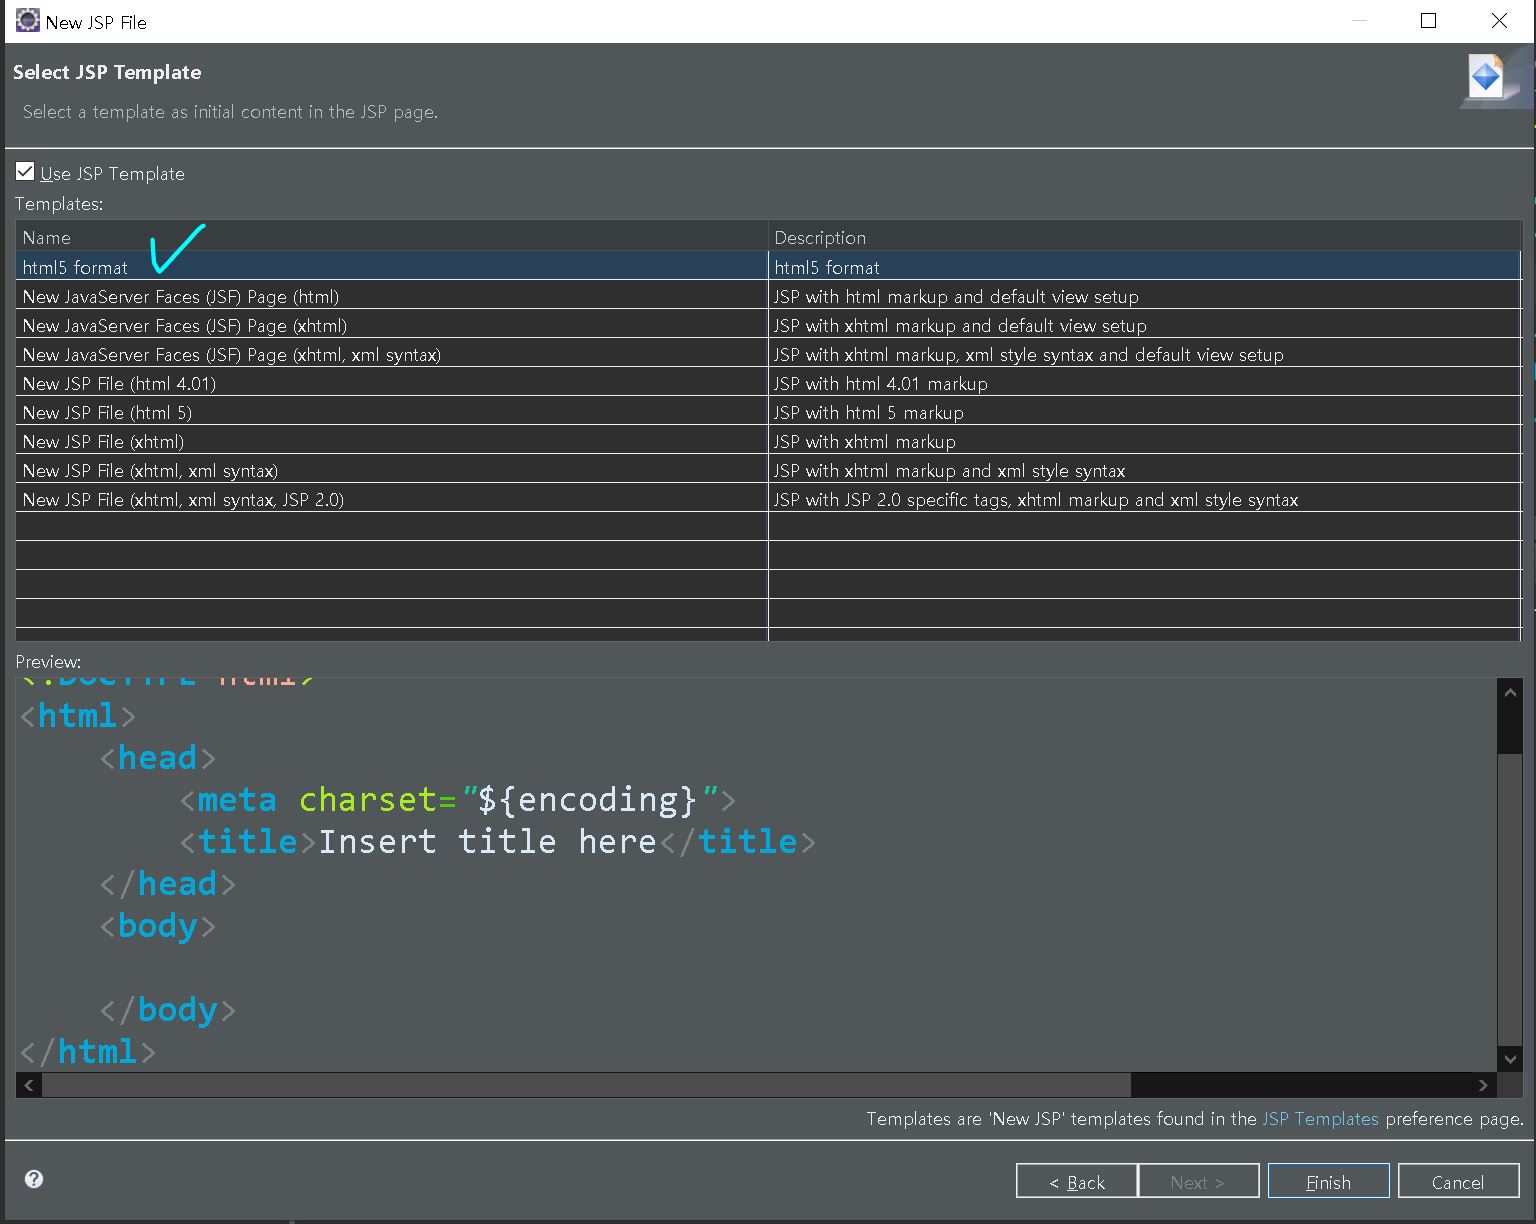 New JSP File
Select JSP Template
Select a template as initial content in the JSP page.
Use JSP Template
Templates:
Name Description
html5 format html5 format
New JavaServer Faces (JSF) Page (html) JSP with html markup and default view setup
New JavaServer Faces (JSF) Page (xhtml) JSP with xhtml markup and default view setup
New JavaServer Faces (JSF) Page (xhtml, xml syntax) JSP with xhtml markup, xml style syntax and default view setup
New JSP File (html 4.01) JSP with html 4.01 markup
New JSP File (html 5) JSP with html 5 markup
New JSP File (xhtml) JSP with xhtml markup
New JSP File (xhtml, xml syntax) JSP with xhtml markup and xml style syntax
New JSP File (xhtml, xml syntax, JSP 2.0) JSP with JSP 2.0 specific tags, xhtml markup and xml style syntax
Preview:
<!DOCTYPE html>
<html>
<head>
<meta charset="${encoding}">
<title>Insert title here</title>
</head>
<body>
</body>
</html>
Templates are 'New JSP' templates found in the JSP Templates preference page.
< Back Next > Finish Cancel